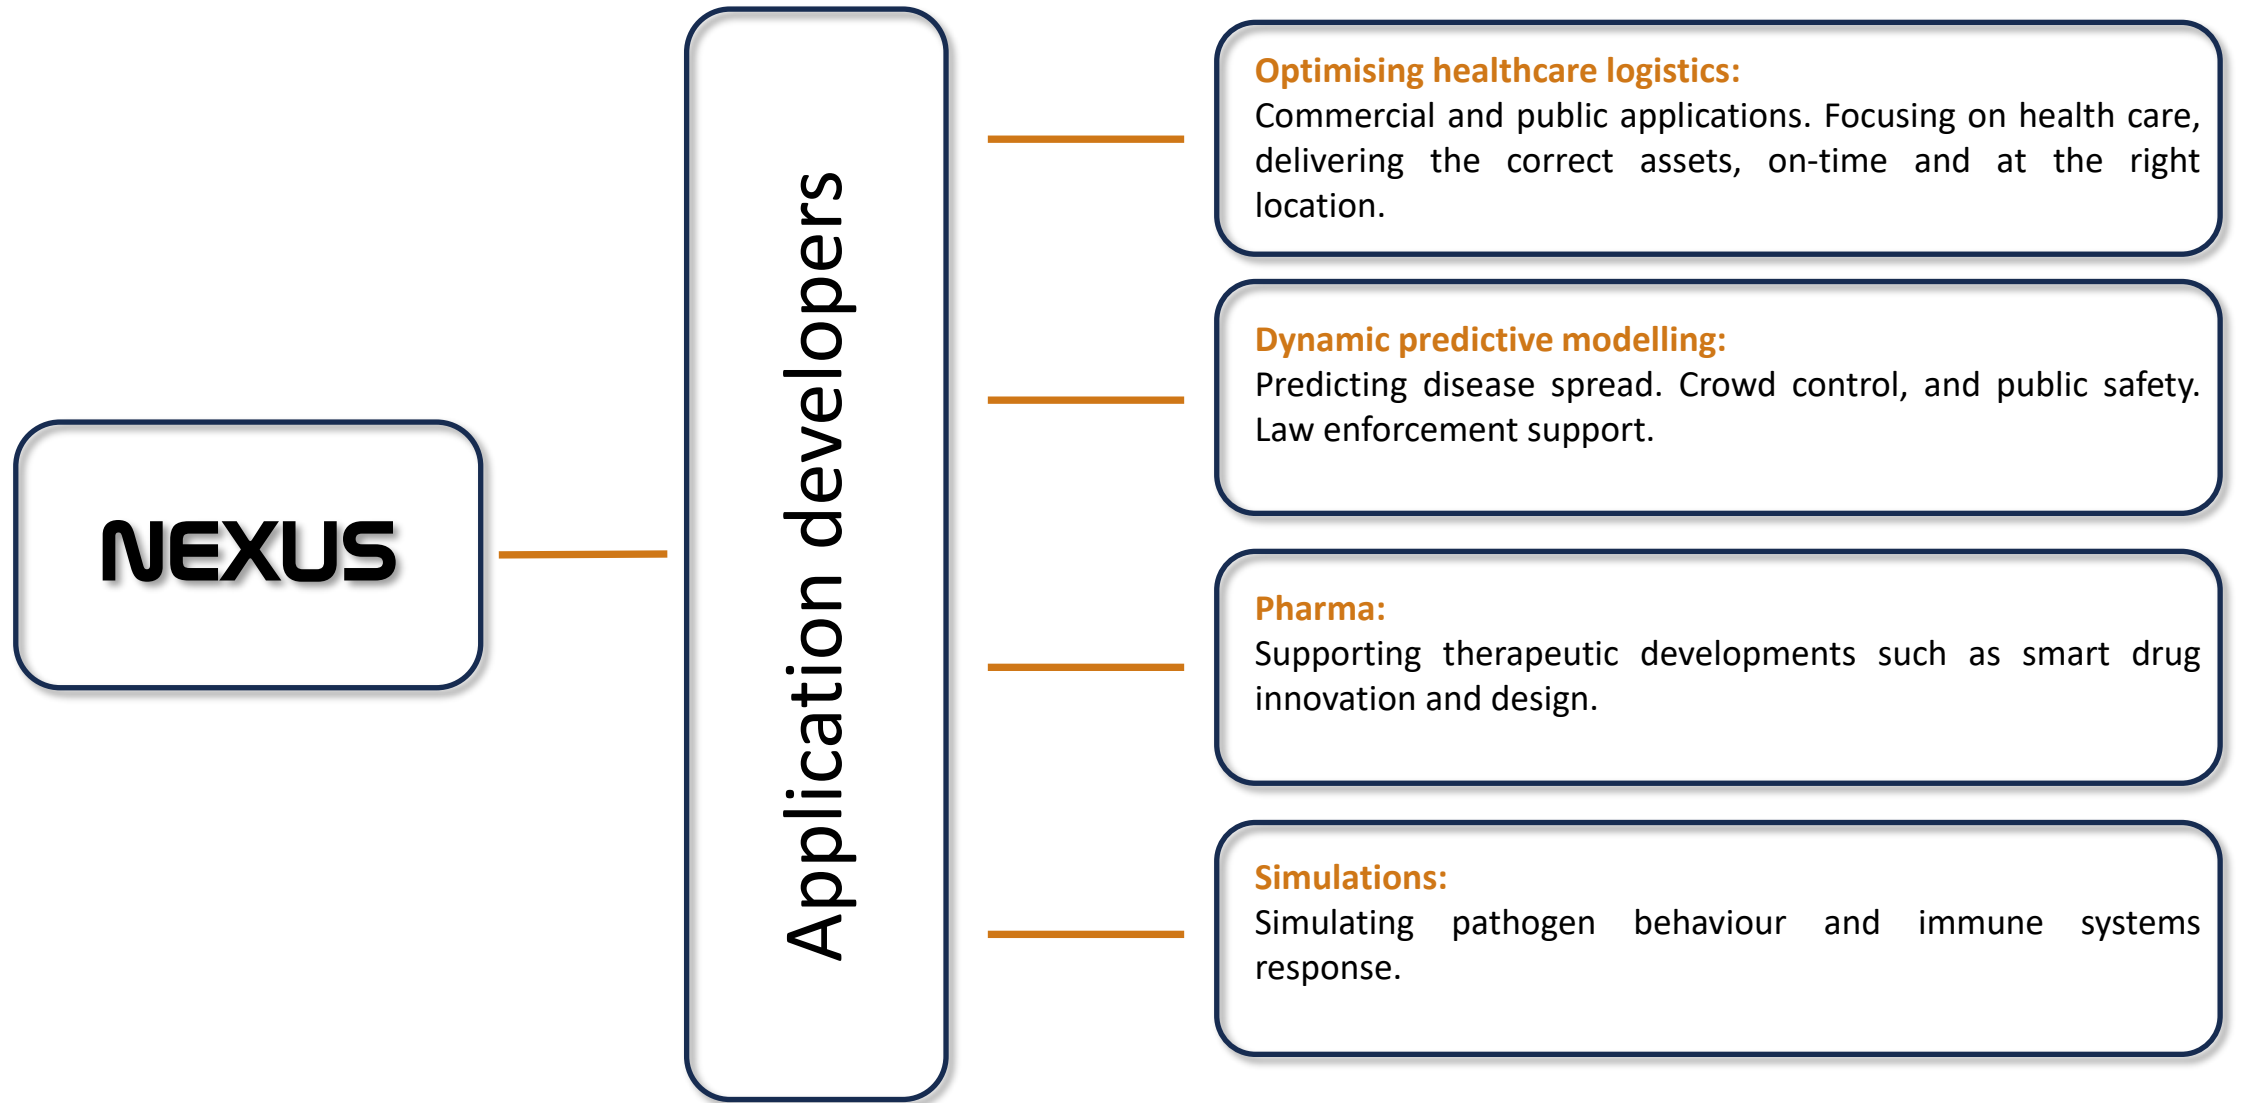 NEXUS
Application developers
Optimising healthcare logistics:
Commercial and public applications. Focusing on health care,
delivering the correct assets, on-time and at the right
location.
Dynamic predictive modelling:
Predicting disease spread. Crowd control, and public safety.
Law enforcement support.
Pharma:
Supporting therapeutic developments such as smart drug
innovation and design.
Simulations:
Simulating pathogen behaviour and immune systems
response.